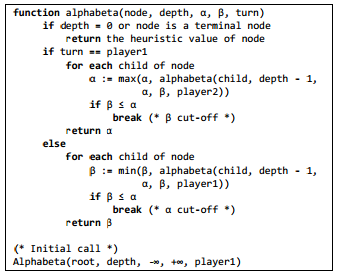 function alphabeta(node, depth, α, β, turn)
if depth = 0 or node is a terminal node
return the heuristic value of node
if turn == player1
for each child of node
α := max(α, alphabeta(child, depth - 1,
α, β, player2))
if β ≤ α
break (* β cut-off *)
return α
else
for each child of node
β := min(β, alphabeta(child, depth - 1,
α, β, player1))
if β ≤ α
break (* α cut-off *)
return β
(* Initial call *)
Alphabeta(root, depth, -∞, +∞, player1)